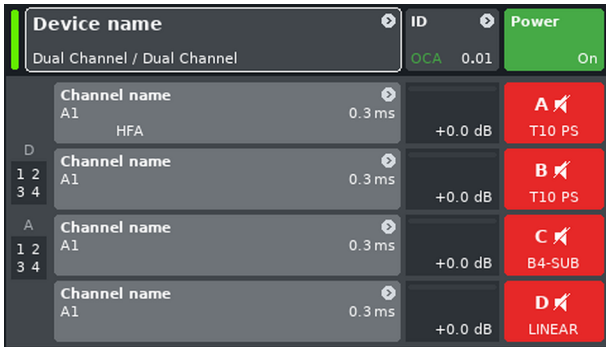 Device name
Dual Channel / Dual Channel
ID
OCA 0.01
Power
On
D
1 2
3 4
A
1 2
3 4
Channel name
A1 0.3 ms
HFA
+0.0 dB
A
T10 PS
Channel name
A1 0.3 ms
+0.0 dB
B
T10 PS
Channel name
A1 0.3 ms
+0.0 dB
C
B4-SUB
Channel name
A1 0.3 ms
+0.0 dB
D
LINEAR